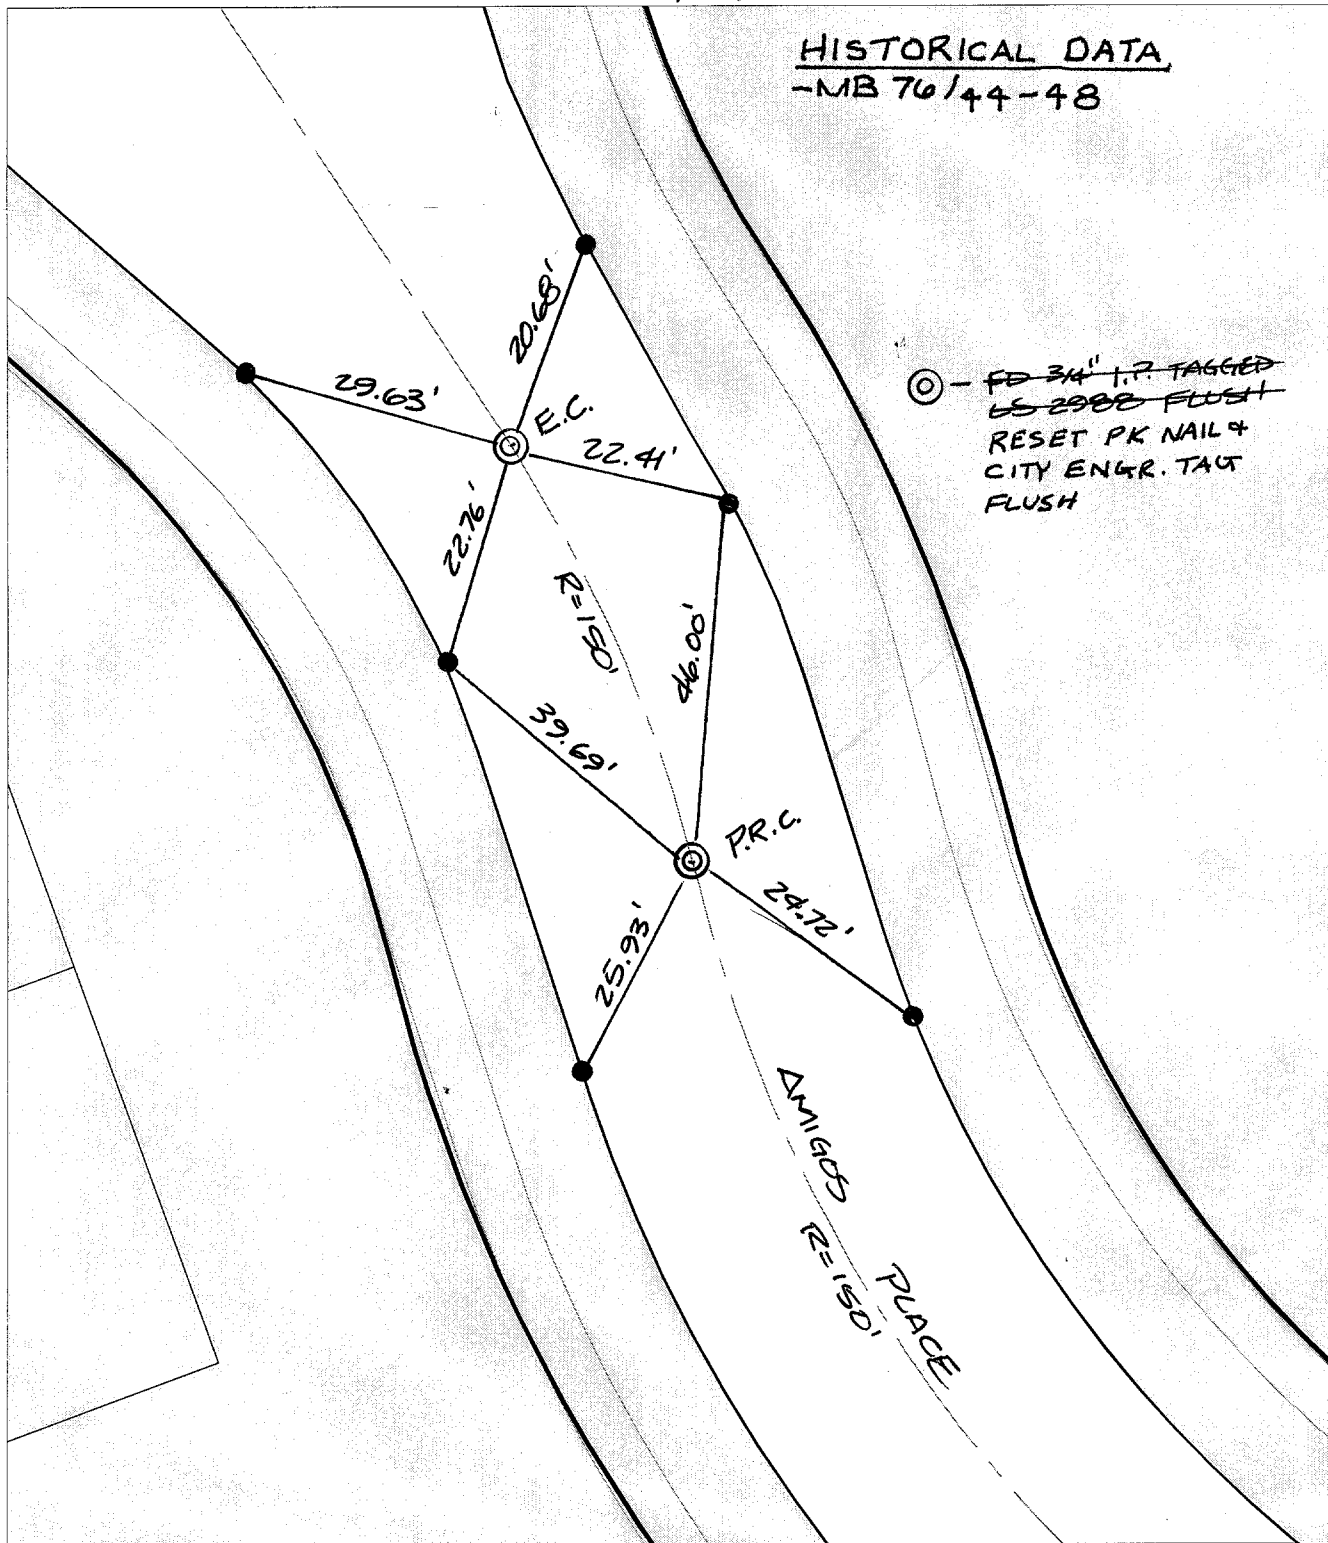 HISTORICAL DATA
-MB 76/44-48
20.68'
29.63'
E.C.
22.41'
22.76'
R=150'
46.00'
39.69'
P.R.C.
24.72'
25.93'
AMIGOS PLACE
R=150'
- FD 3/4" I.P. TAGGED
LS 2988 FLUSH
RESET PK NAIL &
CITY ENGR. TAG
FLUSH